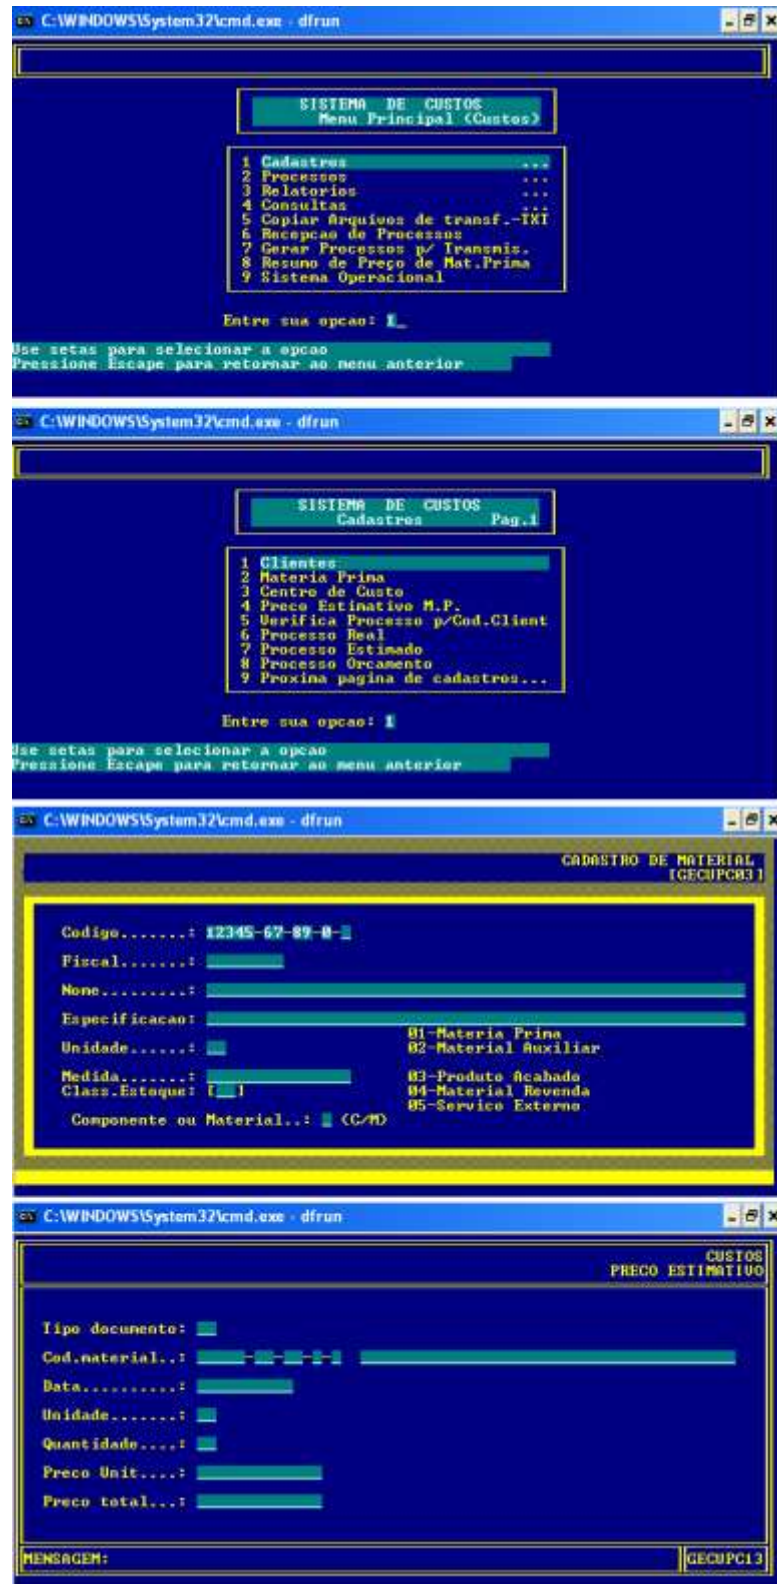 C:\WINDOWS\System32\cmd.exe - dfrun
SISTEMA DE CUSTOS
Menu Principal (Custos)
1 Cadastros ...
2 Processos ...
3 Relatorios ...
4 Consultas ...
5 Copiar Arquivos de transf.-TXT
6 Recepcao de Processos
7 Gerar Processos p/ Transmis.
8 Resumo de Preço de Mat.Prima
9 Sistema Operacional
Entre sua opcao: 1_
Use setas para selecionar a opcao
Pressione Escape para retornar ao menu anterior
C:\WINDOWS\System32\cmd.exe - dfrun
SISTEMA DE CUSTOS
Cadastros Pag.1
1 Clientes
2 Materia Prima
3 Centro de Custo
4 Preco Estimativo M.P.
5 Verifica Processo p/Cod.Client
6 Processo Real
7 Processo Estimado
8 Processo Orcamento
9 Proxima pagina de cadastros...
Entre sua opcao: 1
Use setas para selecionar a opcao
Pressione Escape para retornar ao menu anterior
C:\WINDOWS\System32\cmd.exe - dfrun
CADASTRO DE MATERIAL
[GECUPC03]
Codigo.......: 12345-67-89-0-_
Fiscal.......:
Nome.........:
Especificacao:
01-Materia Prima
Unidade......: 02-Material Auxiliar
Medida.......: 03-Produto Acabado
Class.Estoque: [__] 04-Material Revenda
05-Servico Externo
Componente ou Material..: (C/M)
C:\WINDOWS\System32\cmd.exe - dfrun
CUSTOS
PRECO ESTIMATIVO
Tipo documento:
Cod.material..: - - - -
Data..........:
Unidade.......:
Quantidade....:
Preco Unit....:
Preco total...:
MENSAGEM: GECUPC13